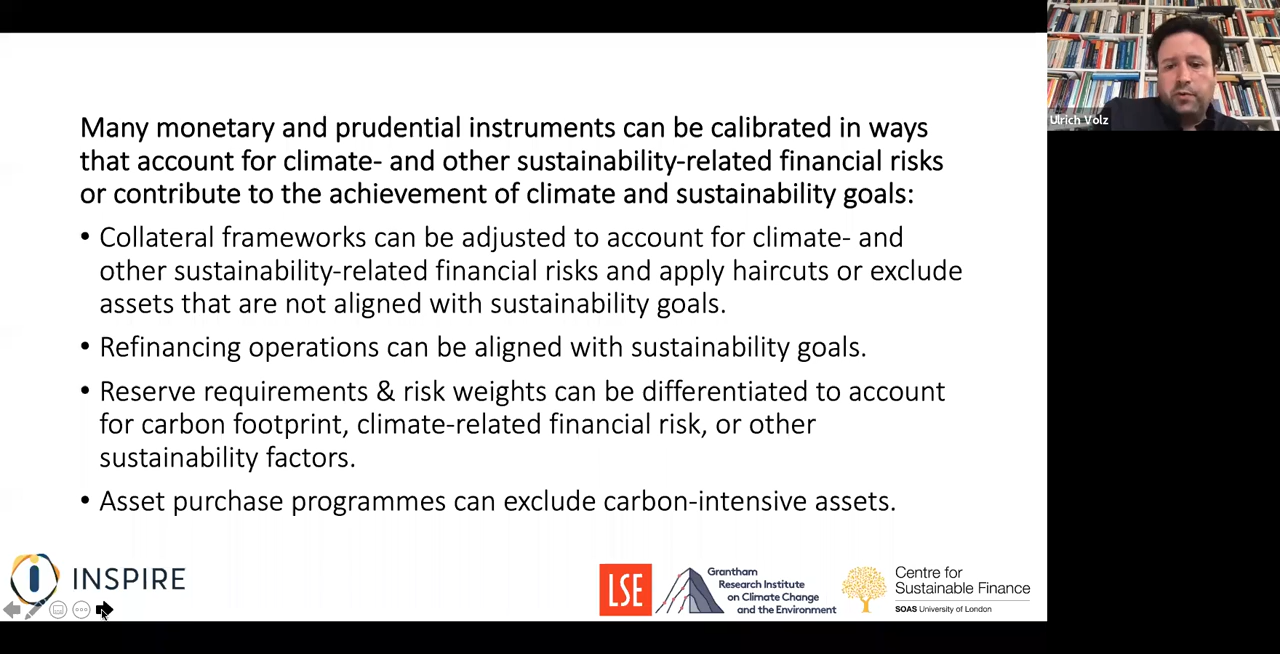 Many monetary and prudential instruments can be calibrated in ways
that account for climate- and other sustainability-related financial risks
or contribute to the achievement of climate and sustainability goals:
• Collateral frameworks can be adjusted to account for climate- and
other sustainability-related financial risks and apply haircuts or exclude
assets that are not aligned with sustainability goals.
• Refinancing operations can be aligned with sustainability goals.
• Reserve requirements & risk weights can be differentiated to account
for carbon footprint, climate-related financial risk, or other
sustainability factors.
• Asset purchase programmes can exclude carbon-intensive assets.
INSPIRE
LSE
Grantham
Research Institute
on Climate Change
and the Environment
Centre for
Sustainable Finance
SOAS University of London
Ulrich Volz